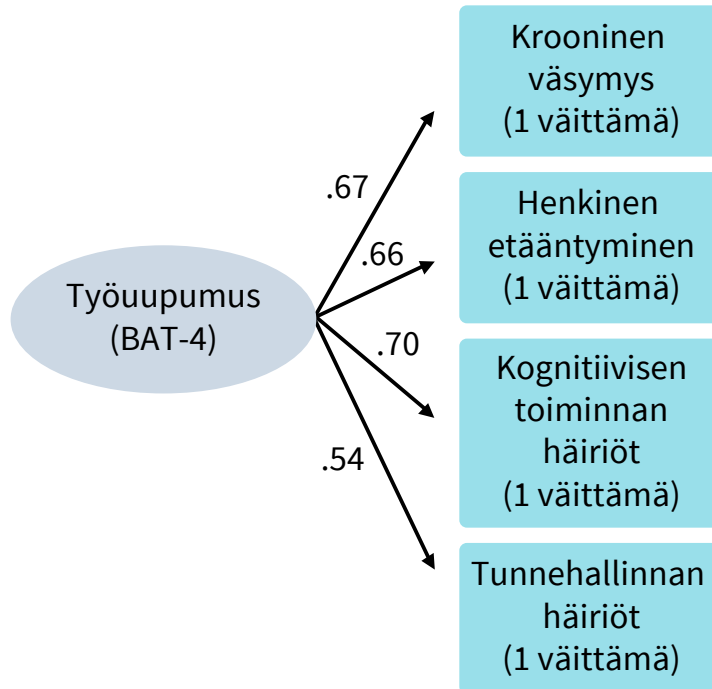 Krooninen
väsymys
(1 väittämä)
.67
Henkinen
etääntyminen
(1 väittämä)
.66
Työuupumus
(BAT-4)
.70
Kognitiivisen
toiminnan
häiriöt
(1 väittämä)
.54
Tunnehallinnan
häiriöt
(1 väittämä)